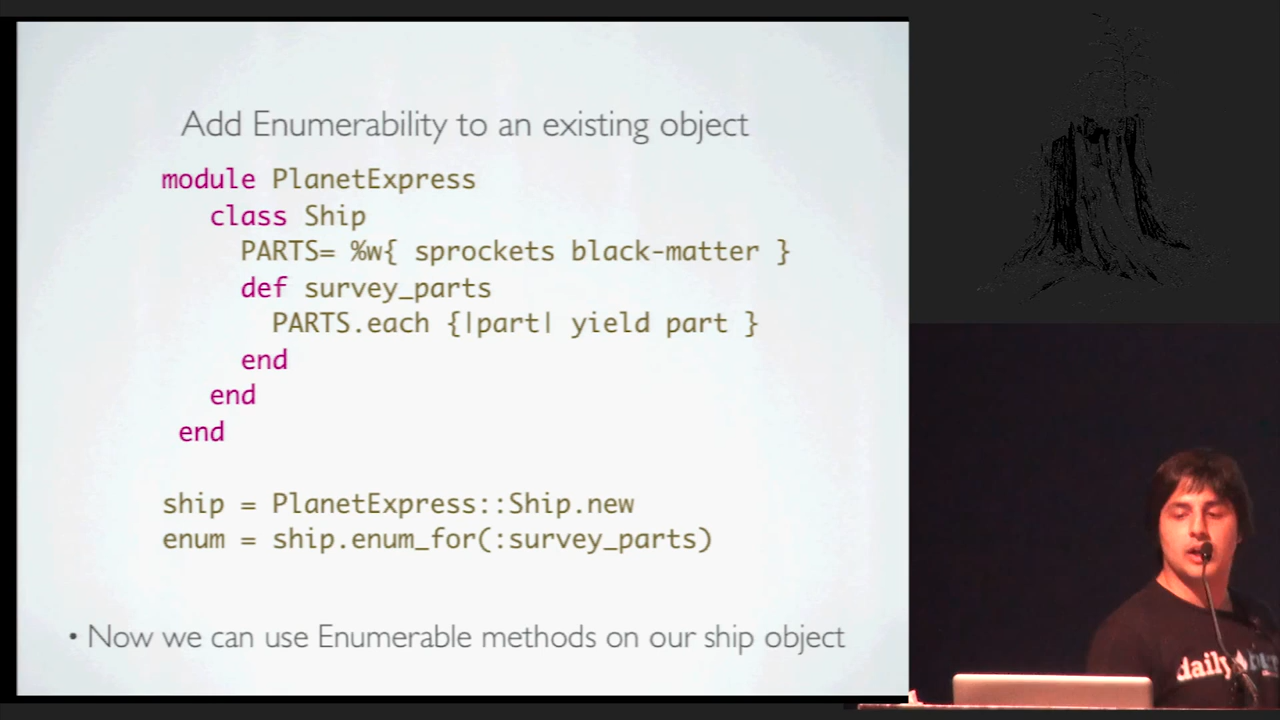 Add Enumerability to an existing object
module PlanetExpress
class Ship
PARTS= %w{ sprockets black-matter }
def survey_parts
PARTS.each {|part| yield part }
end
end
end
ship = PlanetExpress::Ship.new
enum = ship.enum_for(:survey_parts)
• Now we can use Enumerable methods on our ship object
daily